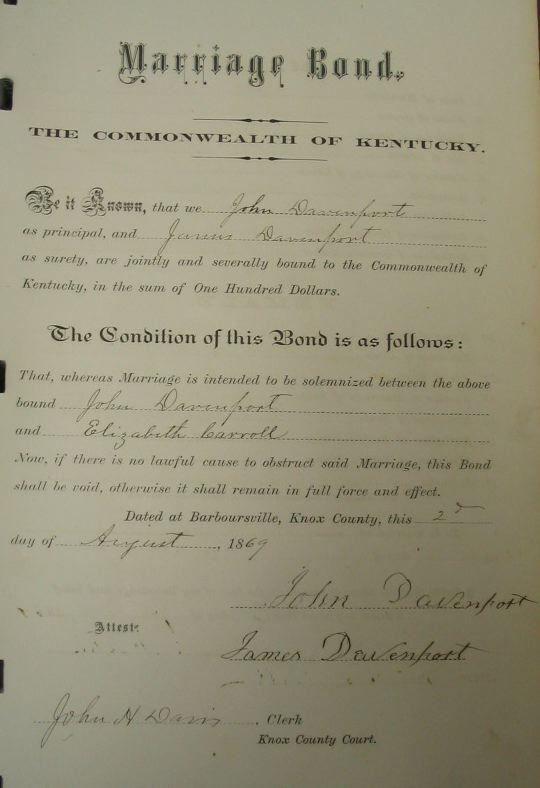 Marriage Bond,
THE COMMONWEALTH OF KENTUCKY.
Be it Known, that we John Davenport
as principal, and James Davenport
as surety, are jointly and severally bound to the Commonwealth of
Kentucky, in the sum of One Hundred Dollars.
The Condition of this Bond is as follows:
That, whereas Marriage is intended to be solemnized between the above
bound John Davenport
and Elizabeth Carroll
Now, if there is no lawful cause to obstruct said Marriage, this Bond
shall be void, otherwise it shall remain in full force and effect.
Dated at Barboursville, Knox County, this 2d
day of August, 1869
John Davenport
Attest:
James Davenport
John H Davis, Clerk
Knox County Court.